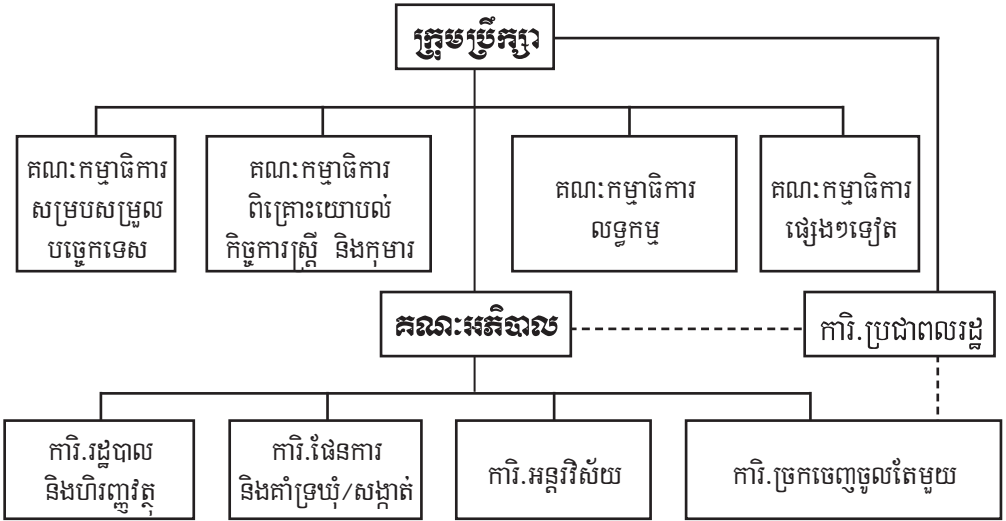 ក្រុមប្រឹក្សា
គណៈកម្មាធិការ
សម្របសម្រួល
បច្ចេកទេស
គណៈកម្មាធិការ
ពិគ្រោះយោបល់
កិច្ចការស្ត្រី និងកុមារ
គណៈកម្មាធិការ
លទ្ធកម្ម
គណៈកម្មាធិការ
ផ្សេងៗទៀត
គណៈអភិបាល
ការិ.ប្រជាពលរដ្ឋ
ការិ.រដ្ឋបាល
និងហិរញ្ញវត្ថុ
ការិ.ផែនការ
និងគាំទ្រឃុំ/សង្កាត់
ការិ.អន្តរវិស័យ
ការិ.ច្រកចេញចូលតែមួយ